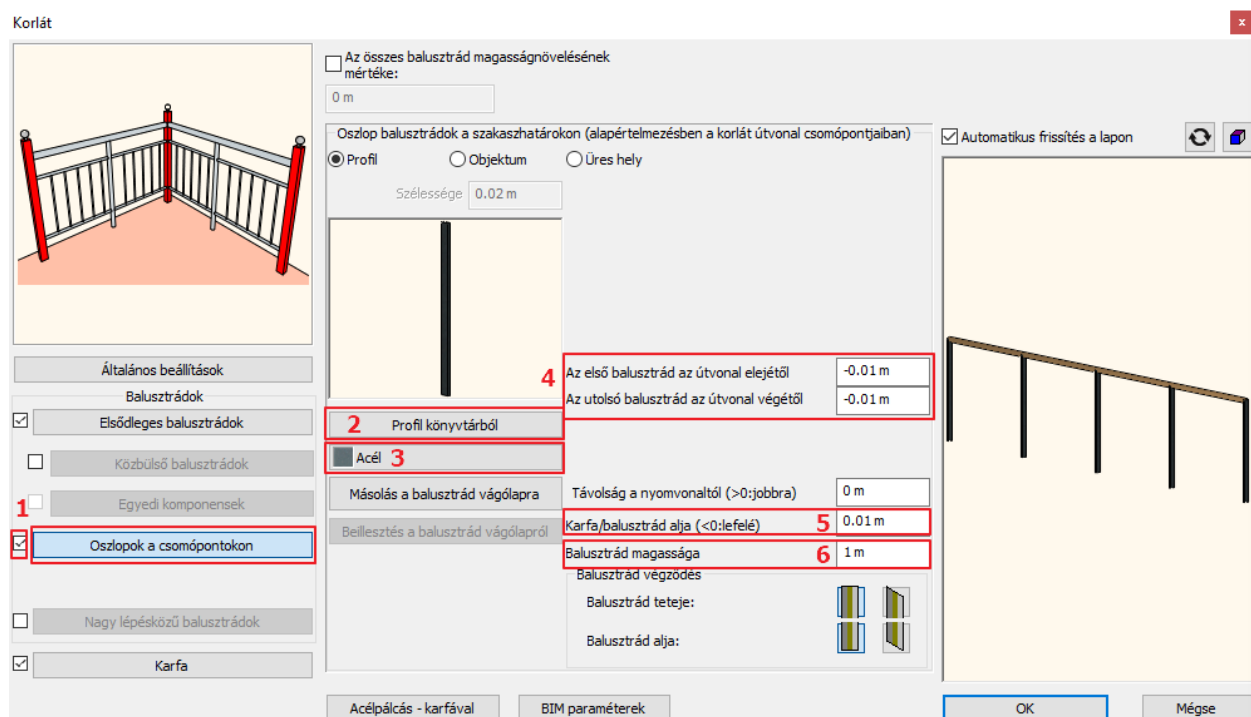 Korlát
x
Az összes balusztrád magasságnövelésének
mértéke:
0 m
Oszlop balusztrádok a szakaszhatárokon (alapértelmezésben a korlát útvonal csomópontjaiban)
Profil
Objektum
Üres hely
Szélessége
0.02 m
Automatikus frissítés a lapon
Általános beállítások
Balusztrádok
Elsődleges balusztrádok
Közbülső balusztrádok
Egyedi komponensek
1
Oszlopok a csomópontokon
Nagy lépésközű balusztrádok
Karfa
4
Az első balusztrád az útvonal elejétől
-0.01 m
Az utolsó balusztrád az útvonal végétől
-0.01 m
2 Profil könyvtárból
Acél 3
Másolás a balusztrád vágólapra
Beillesztés a balusztrád vágólapról
Távolság a nyomvonaltól (>0:jobbra)
0 m
Karfa/balusztrád alja (<0:lefelé) 5
0.01 m
Balusztrád magassága 6
1 m
Balusztrád végződés
Balusztrád teteje:
Balusztrád alja:
Acélpálcás - karfával
BIM paraméterek
OK
Mégse